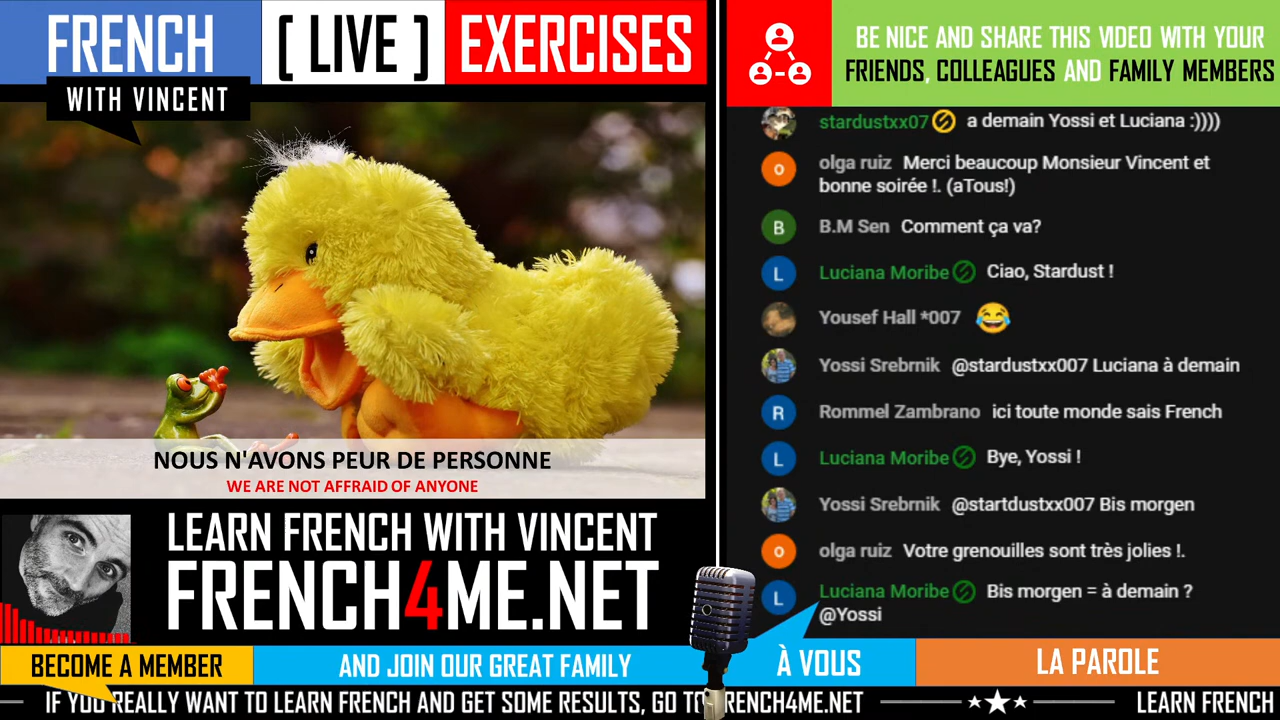 FRENCH
[ LIVE ]
EXERCISES
WITH VINCENT
NOUS N'AVONS PEUR DE PERSONNE
WE ARE NOT AFFRAID OF ANYONE
LEARN FRENCH WITH VINCENT
FRENCH4ME.NET
BECOME A MEMBER
AND JOIN OUR GREAT FAMILY
BE NICE AND SHARE THIS VIDEO WITH YOUR
FRIENDS, COLLEAGUES AND FAMILY MEMBERS
stardustxx07 a demain Yossi et Luciana :))))
o
olga ruiz Merci beaucoup Monsieur Vincent et
bonne soirée !. (aTous!)
B
B.M Sen Comment ça va?
L
Luciana Moribe Ciao, Stardust !
Yousef Hall *007 😂
Yossi Srebrnik @stardustxx007 Luciana à demain
R
Rommel Zambrano ici toute monde sais French
L
Luciana Moribe Bye, Yossi !
Yossi Srebrnik @startdustxx007 Bis morgen
o
olga ruiz Votre grenouilles sont très jolies !.
L
Luciana Moribe Bis morgen = à demain ?
@Yossi
À VOUS
LA PAROLE
IF YOU REALLY WANT TO LEARN FRENCH AND GET SOME RESULTS, GO TO FRENCH4ME.NET
LEARN FRENCH